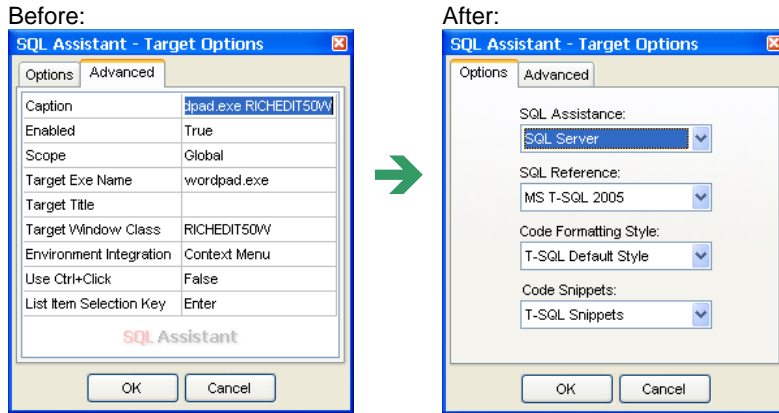 Before:
SQL Assistant - Target Options
Options Advanced
Caption dpad.exe RICHEDIT50W
Enabled True
Scope Global
Target Exe Name wordpad.exe
Target Title
Target Window Class RICHEDIT50W
Environment Integration Context Menu
Use Ctrl+Click False
List Item Selection Key Enter
SQL Assistant
OK Cancel
After:
SQL Assistant - Target Options
Options Advanced
SQL Assistance:
SQL Server
SQL Reference:
MS T-SQL 2005
Code Formatting Style:
T-SQL Default Style
Code Snippets:
T-SQL Snippets
OK Cancel